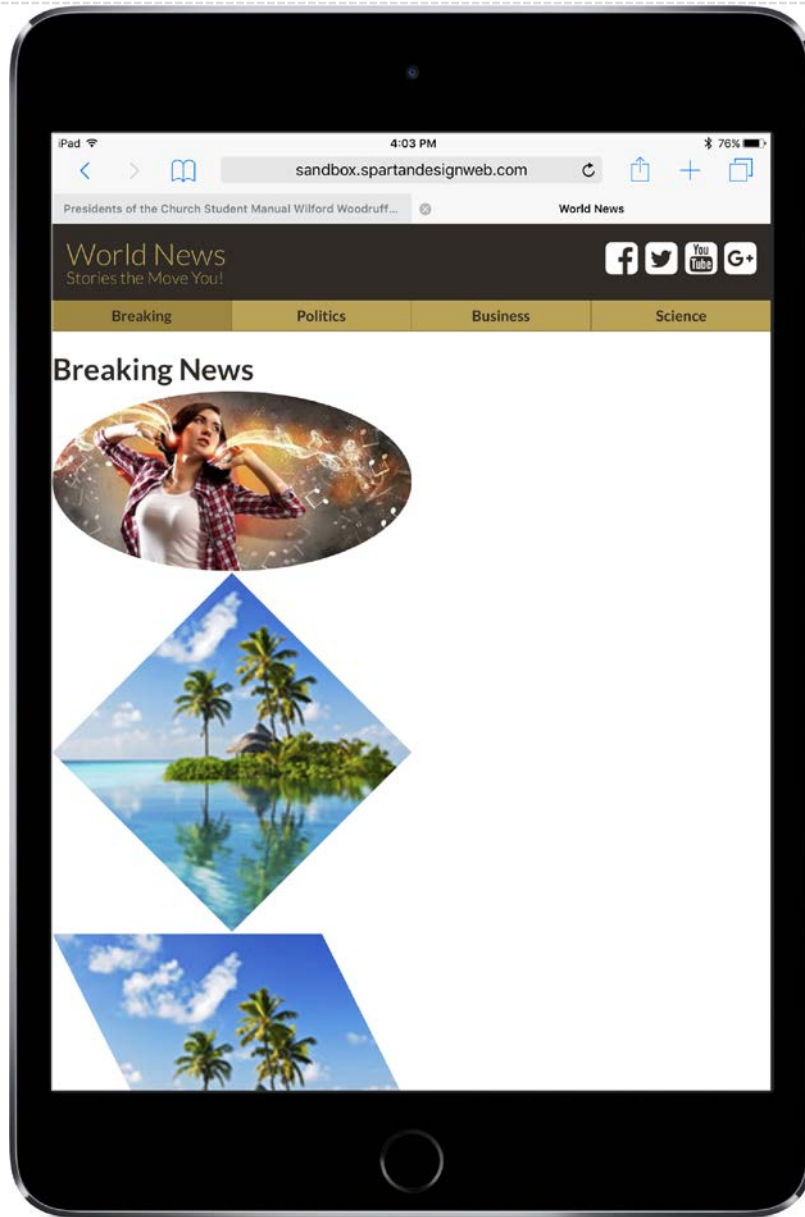 iPad 4:03 PM 76%
sandbox.spartandesignweb.com
Presidents of the Church Student Manual Wilford Woodruff... World News
World News
Stories the Move You!
You
Tube
G+
Breaking Politics Business Science
Breaking News